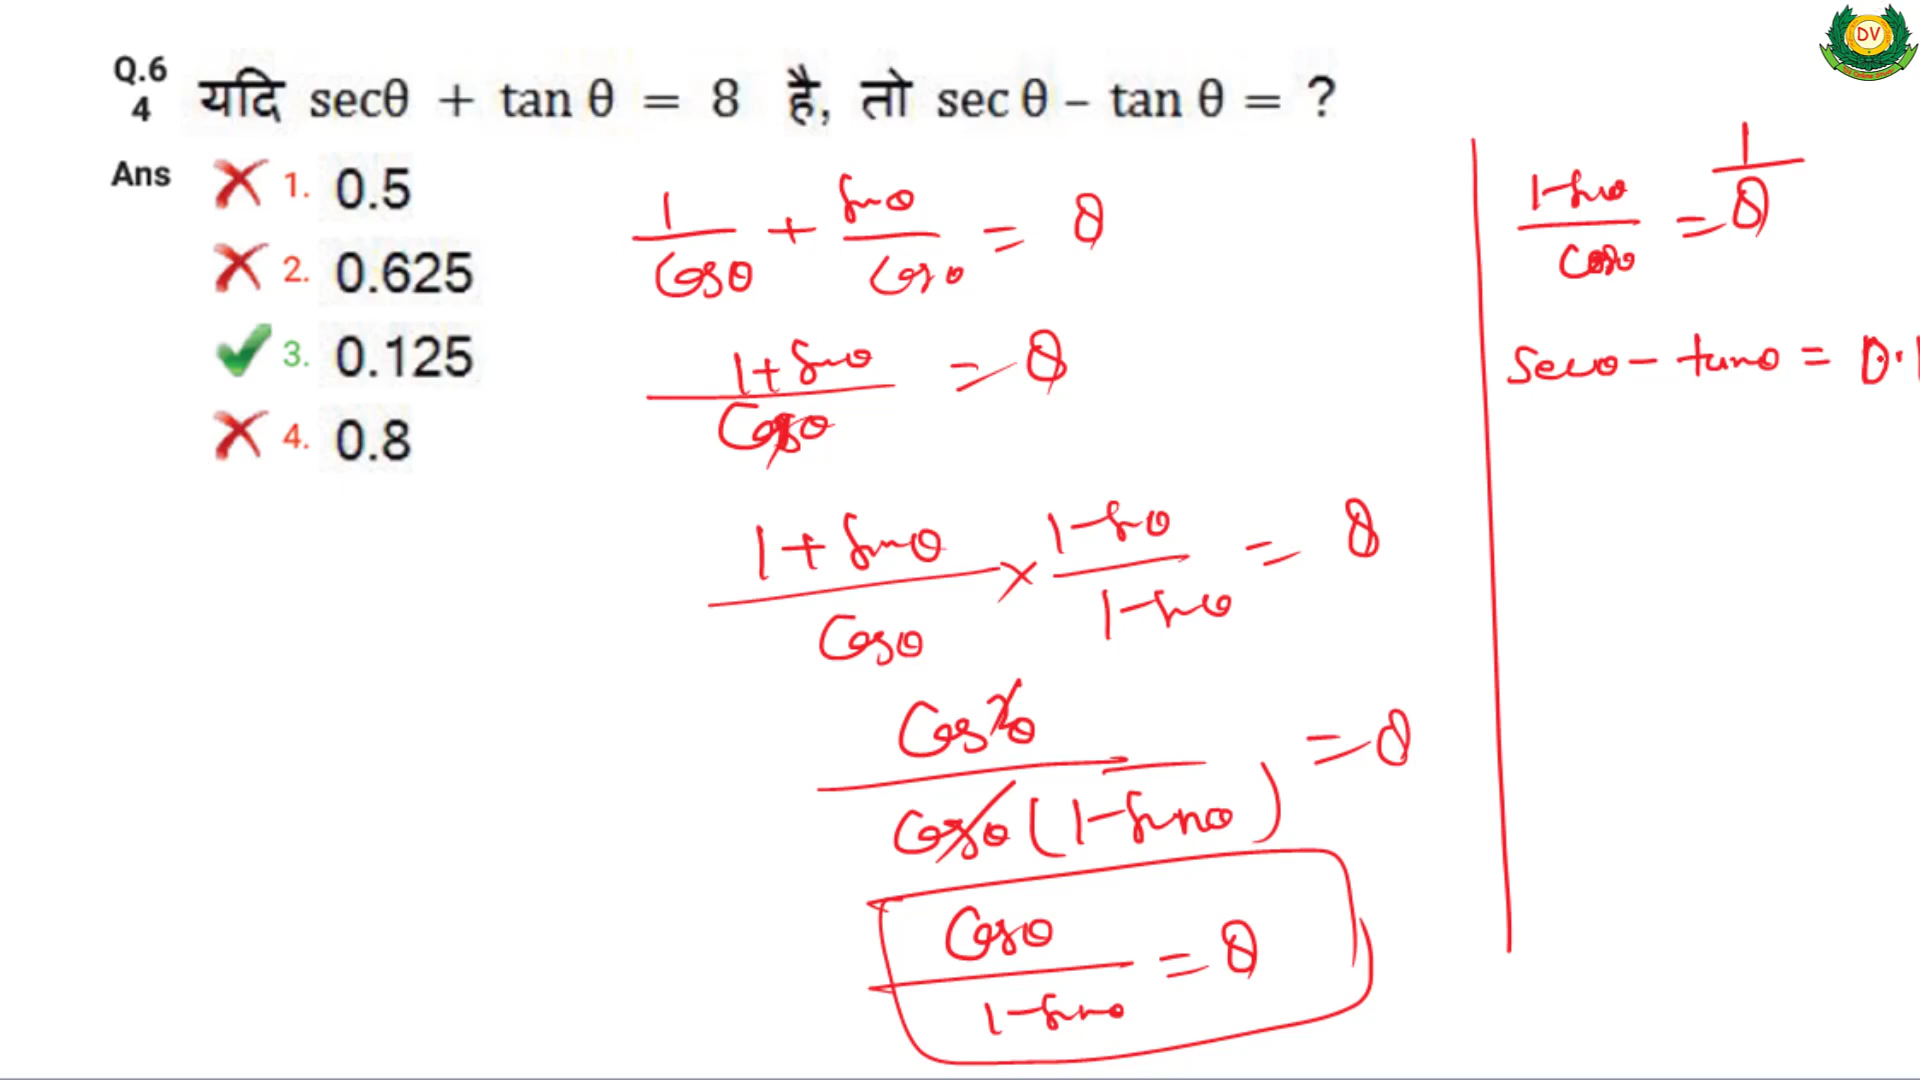 Q.6
4
यदि secθ + tan θ = 8 है, तो sec θ – tan θ = ?
Ans
1. 0.5
2. 0.625
3. 0.125
4. 0.8
1/cosθ + sinθ/cosθ = 8
1+sinθ/cosθ = 8
1+sinθ/cosθ × 1-sinθ/1-sinθ = 8
cos²θ/cosθ(1-sinθ) = 8
cosθ/1-sinθ = 8
1-sinθ/cosθ = 1/8
secθ - tanθ = 0.1
DV